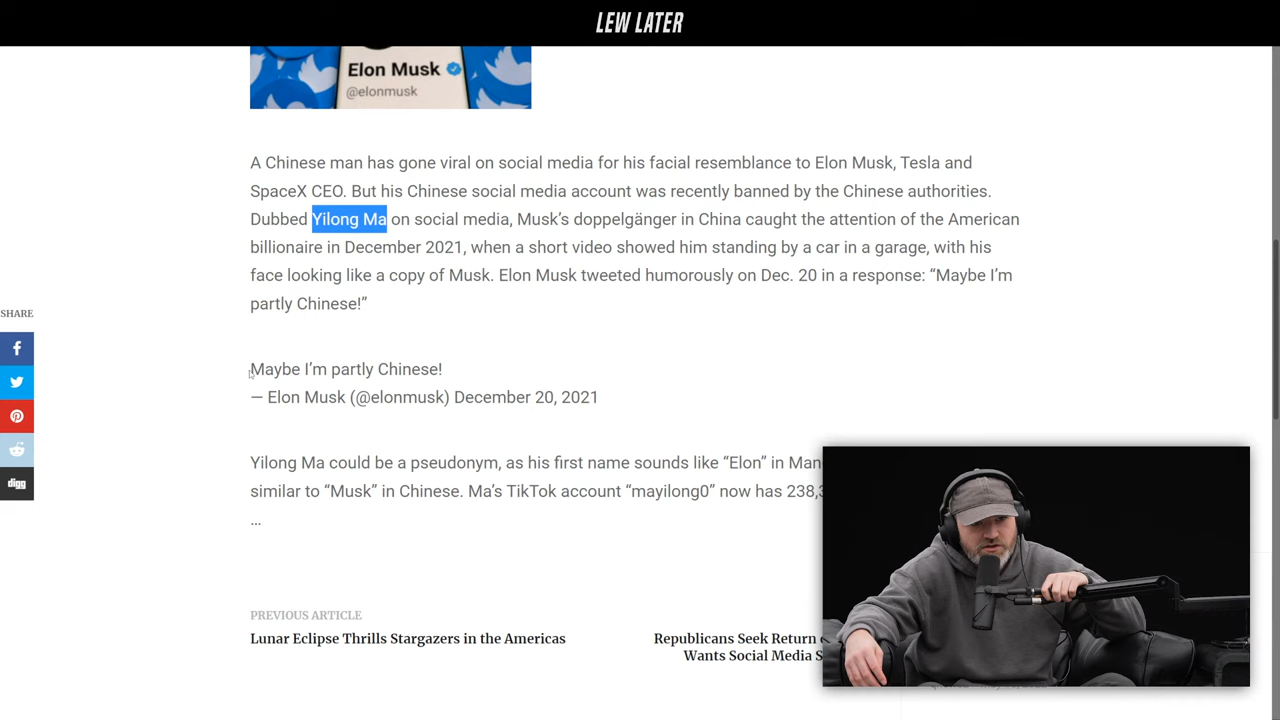 LEW LATER
Elon Musk
@elonmusk
A Chinese man has gone viral on social media for his facial resemblance to Elon Musk, Tesla and
SpaceX CEO. But his Chinese social media account was recently banned by the Chinese authorities.
Dubbed Yilong Ma on social media, Musk’s doppelgänger in China caught the attention of the American
billionaire in December 2021, when a short video showed him standing by a car in a garage, with his
face looking like a copy of Musk. Elon Musk tweeted humorously on Dec. 20 in a response: “Maybe I’m
partly Chinese!”
SHARE
Maybe I’m partly Chinese!
— Elon Musk (@elonmusk) December 20, 2021
Yilong Ma could be a pseudonym, as his first name sounds like “Elon” in
similar to “Musk” in Chinese. Ma’s TikTok account “mayilong0” now has
...
digg
PREVIOUS ARTICLE
Lunar Eclipse Thrills Stargazers in the Americas
Republicans Seek Return
Wants Social Media